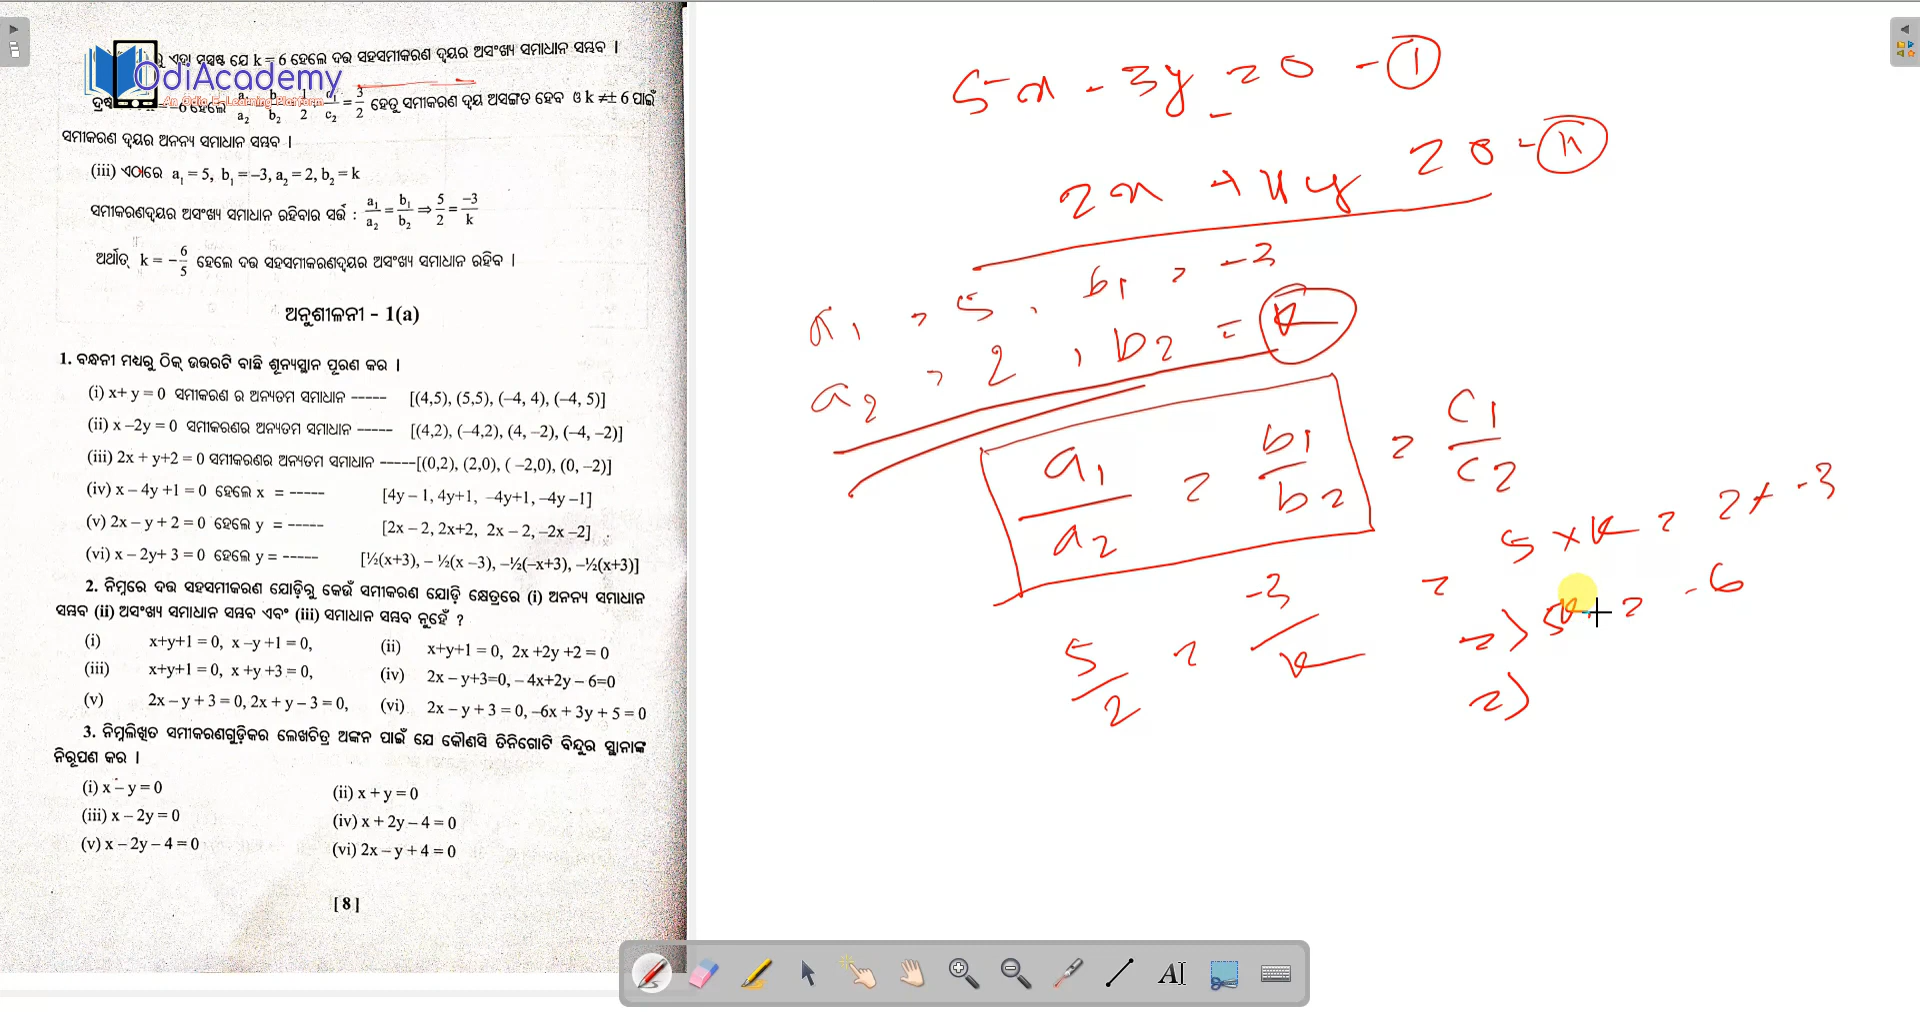 ଏହା ସୁସ୍ପଷ୍ଟ ଯେ k = 6 ହେଲେ ଦତ୍ତ ସହସମୀକରଣ ଦ୍ୱୟର ଅସଂଖ୍ୟ ସମାଧାନ ସମ୍ଭବ ।
OdiAcademy
An Odia E-Learning Platform
–6 ହେଲେ a₂ b₂ 2 c₂ = 3/2 ହେତୁ ସମୀକରଣ ଦ୍ୱୟ ଅସଙ୍ଗତ ହେବ ଓ k ≠± 6 ପାଇଁ
ସମୀକରଣ ଦ୍ୱୟର ଅନନ୍ୟ ସମାଧାନ ସମ୍ଭବ ।
(iii) ଏଠାରେ a₁ = 5, b₁ = –3, a₂ = 2, b₂ = k
ସମୀକରଣଦ୍ୱୟର ଅସଂଖ୍ୟ ସମାଧାନ ରହିବାର ସର୍ତ୍ତ : a₁/a₂ = b₁/b₂ ⇒ 5/2 = –3/k
ଅର୍ଥାତ୍ k = – 6/5 ହେଲେ ଦତ୍ତ ସହସମୀକରଣଦ୍ୱୟର ଅସଂଖ୍ୟ ସମାଧାନ ରହିବ ।
ଅନୁଶୀଳନୀ - 1(a)
1. ବନ୍ଧନୀ ମଧ୍ୟରୁ ଠିକ୍ ଉତ୍ତରଟି ବାଛି ଶୂନ୍ୟସ୍ଥାନ ପୂରଣ କର ।
(i) x+ y = 0 ସମୀକରଣ ର ଅନ୍ୟତମ ସମାଧାନ ----- [(4,5), (5,5), (–4, 4), (–4, 5)]
(ii) x –2y = 0 ସମୀକରଣର ଅନ୍ୟତମ ସମାଧାନ ----- [(4,2), (–4,2), (4, –2), (–4, –2)]
(iii) 2x + y+2 = 0 ସମୀକରଣର ଅନ୍ୟତମ ସମାଧାନ -----[(0,2), (2,0), ( –2,0), (0, –2)]
(iv) x – 4y +1 = 0 ହେଲେ x = ----- [4y – 1, 4y+1, –4y+1, –4y –1]
(v) 2x – y + 2 = 0 ହେଲେ y = ----- [2x – 2, 2x+2, 2x – 2, –2x –2]
(vi) x – 2y+ 3 = 0 ହେଲେ y = ----- [½(x+3), – ½(x –3), –½(–x+3), –½(x+3)]
2. ନିମ୍ନରେ ଦତ୍ତ ସହସମୀକରଣ ଯୋଡ଼ିରୁ କେଉଁ ସମୀକରଣ ଯୋଡ଼ି କ୍ଷେତ୍ରରେ (i) ଅନନ୍ୟ ସମାଧାନ
ସମ୍ଭବ (ii) ଅସଂଖ୍ୟ ସମାଧାନ ସମ୍ଭବ ଏବଂ (iii) ସମାଧାନ ସମ୍ଭବ ନୁହେଁ ?
(i) x+y+1 = 0, x –y +1 = 0, (ii) x+y+1 = 0, 2x +2y +2 = 0
(iii) x+y+1 = 0, x +y +3 = 0, (iv) 2x – y+3=0, – 4x+2y – 6=0
(v) 2x – y + 3 = 0, 2x + y – 3 = 0, (vi) 2x – y + 3 = 0, –6x + 3y + 5 = 0
3. ନିମ୍ନଲିଖିତ ସମୀକରଣଗୁଡ଼ିକର ଲେଖଚିତ୍ର ଅଙ୍କନ ପାଇଁ ଯେ କୌଣସି ତିନିଗୋଟି ବିନ୍ଦୁର ସ୍ଥାନାଙ୍କ
ନିରୂପଣ କର ।
(i) x – y = 0 (ii) x + y = 0
(iii) x – 2y = 0 (iv) x + 2y – 4 = 0
(v) x – 2y – 4 = 0 (vi) 2x – y + 4 = 0
[ 8 ]
5x - 3y = 0 - ①
2x + ky = 0 - ⑪
a₁ = 5, b₁ = -3
a₂ = 2, b₂ = k
a₁/a₂ = b₁/b₂ = c₁/c₂
5/2 = -3/k = 5 × k = 2 × -3
=) 5k = -6
=)